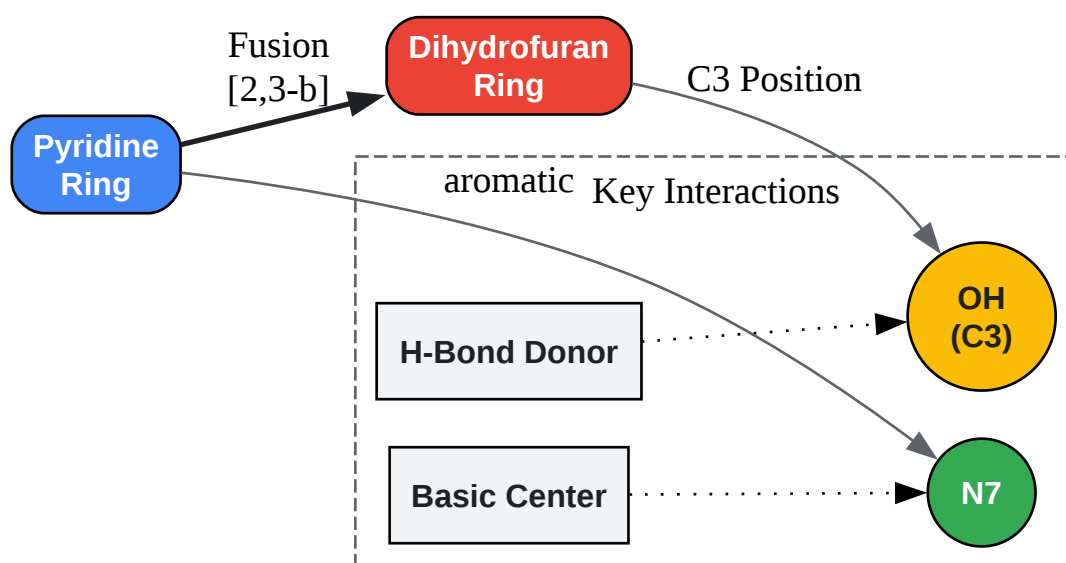 Fusion
[2,3-b]
Dihydrofuran
Ring
C3 Position
Pyridine
Ring
aromatic
Key Interactions
OH
(C3)
H-Bond Donor
Basic Center
N7